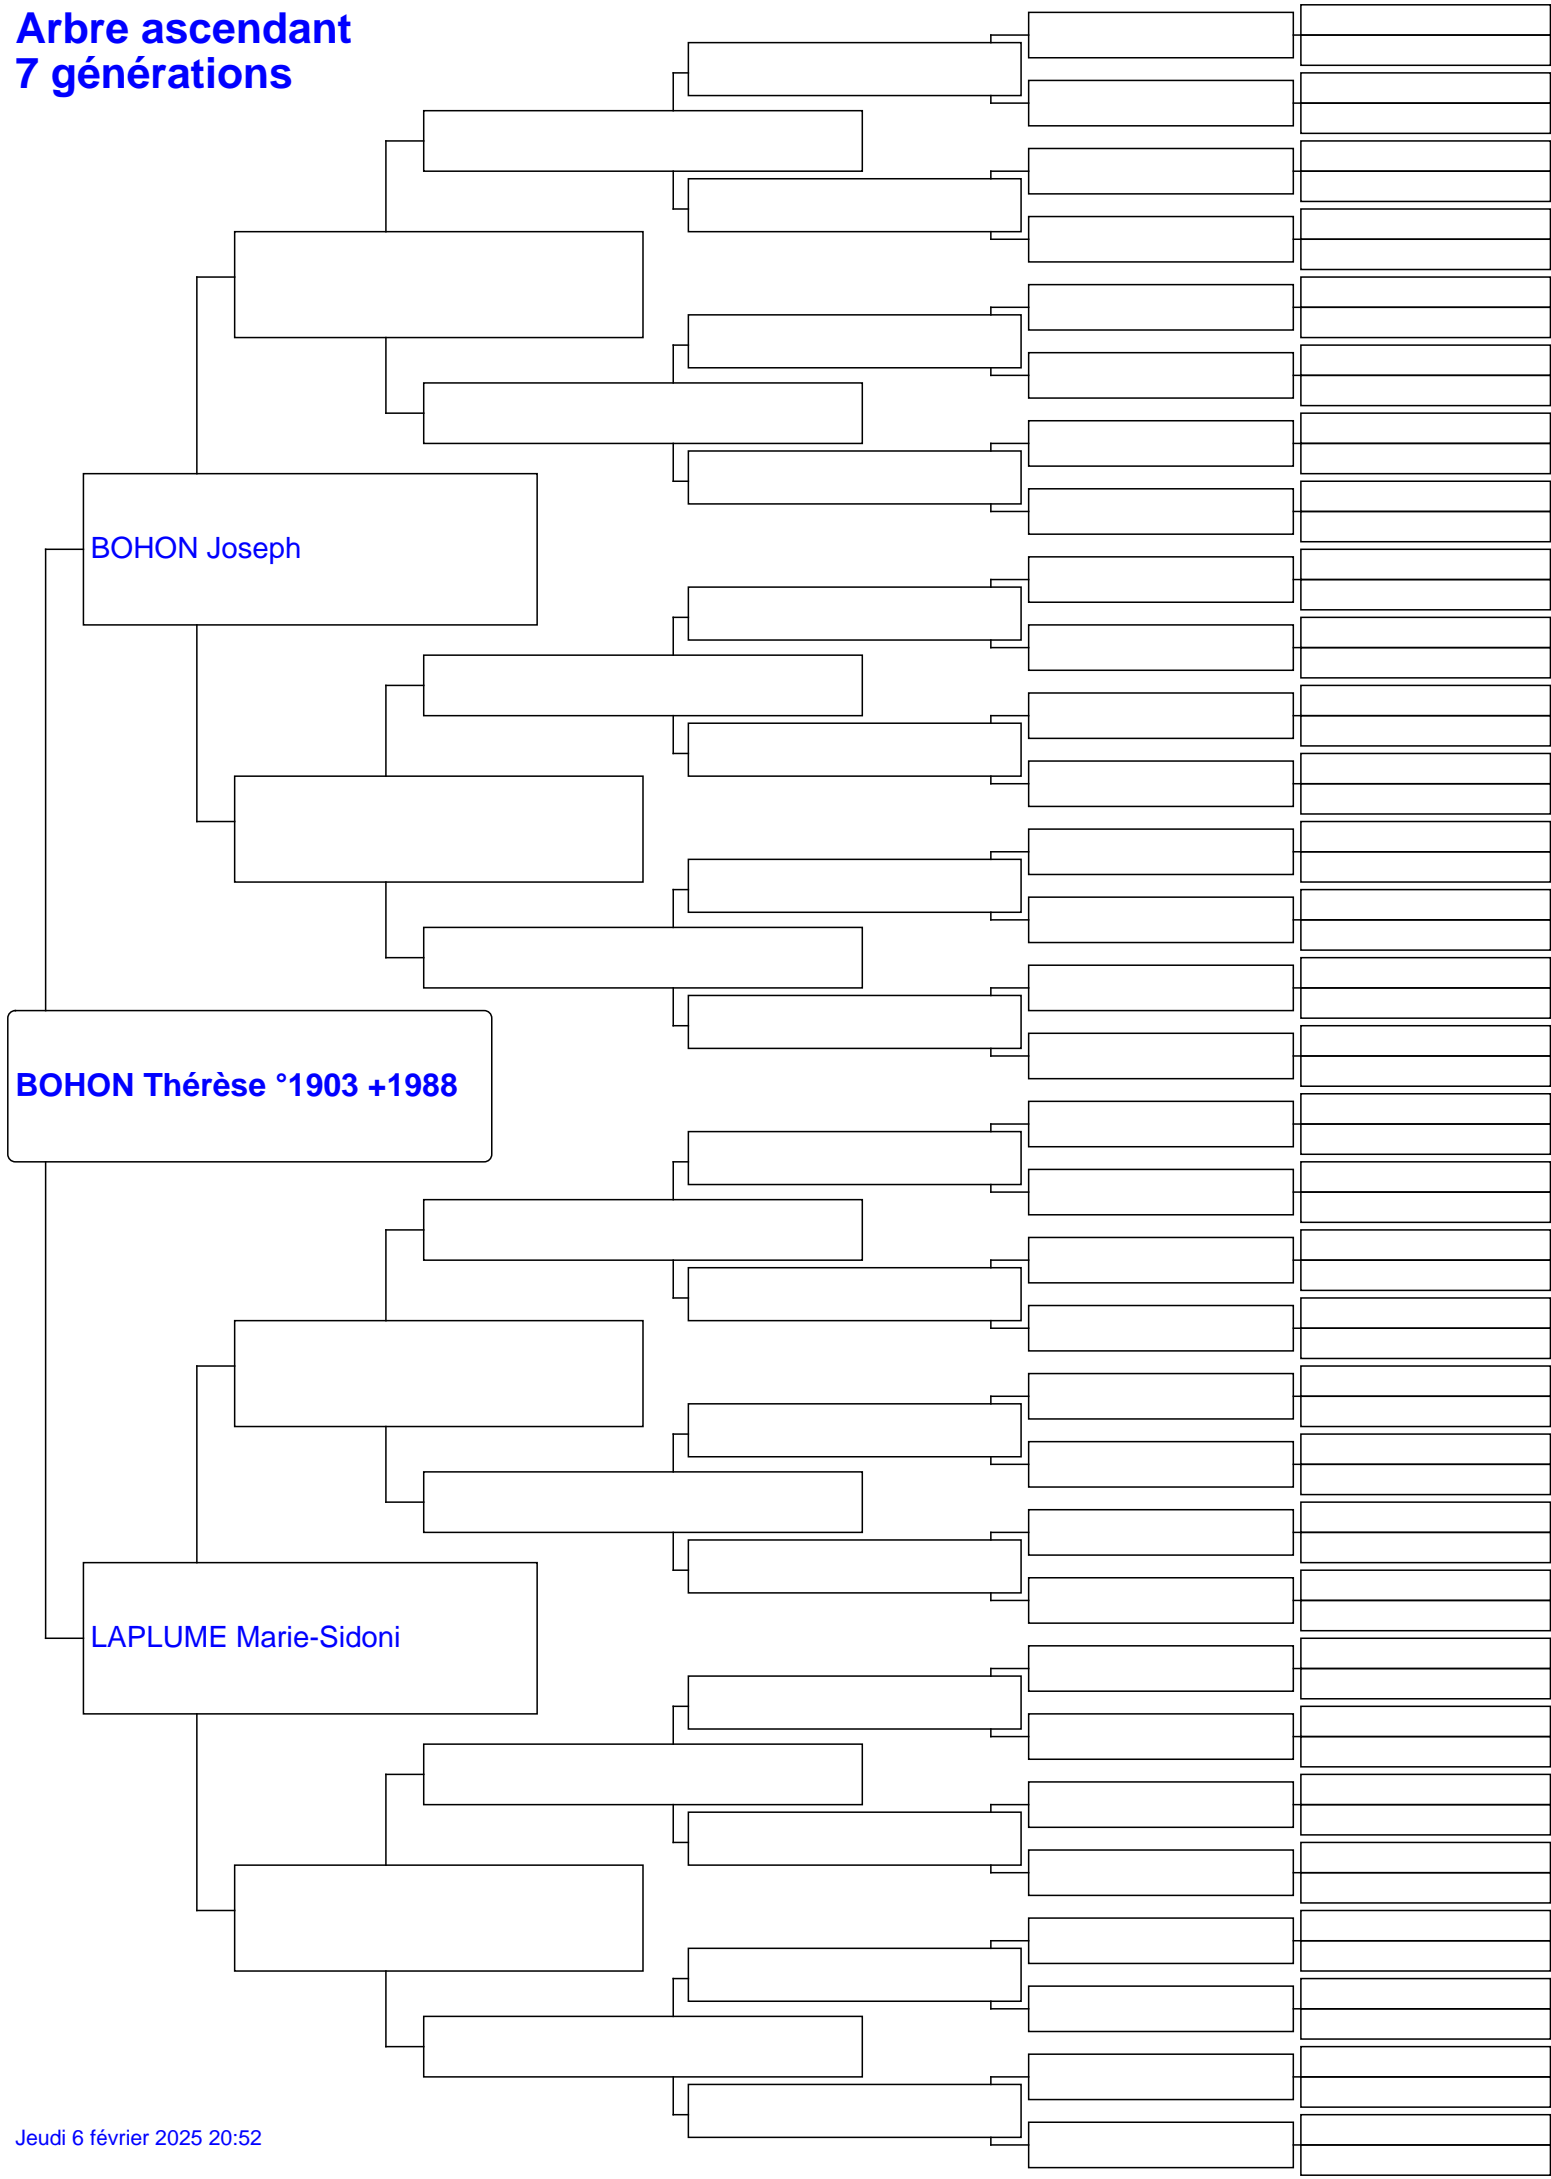 Arbre ascendant
7 générations
BOHON Joseph
BOHON Thérèse °1903 +1988
LAPLUME Marie-Sidoni
Jeudi 6 février 2025 20:52